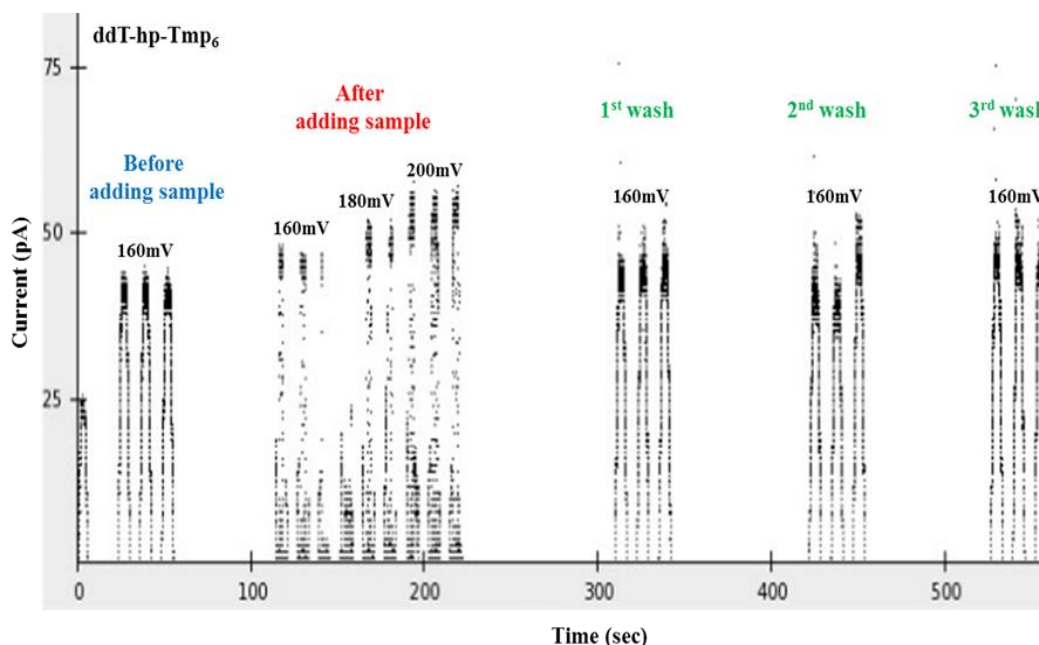 ddT-hp-Tmp₆
75
50
25
Current (pA)
Before
adding sample
160mV
After
adding sample
160mV
180mV
200mV
1st wash
160mV
2nd wash
160mV
3rd wash
160mV
0
100
200
300
400
500
Time (sec)